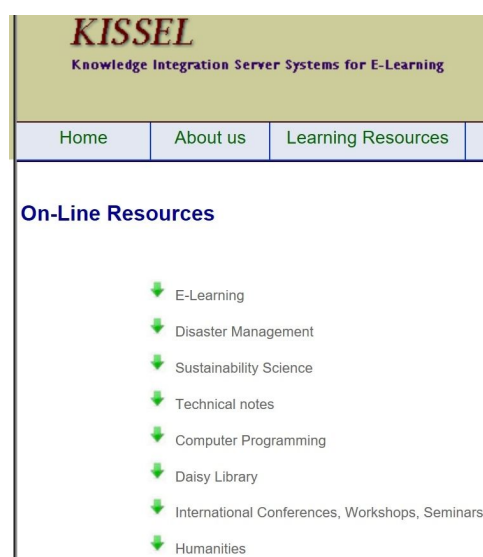 KISSEL
Knowledge Integration Server Systems for E-Learning
Home About us Learning Resources
On-Line Resources
E-Learning
Disaster Management
Sustainability Science
Technical notes
Computer Programming
Daisy Library
International Conferences, Workshops, Seminars
Humanities